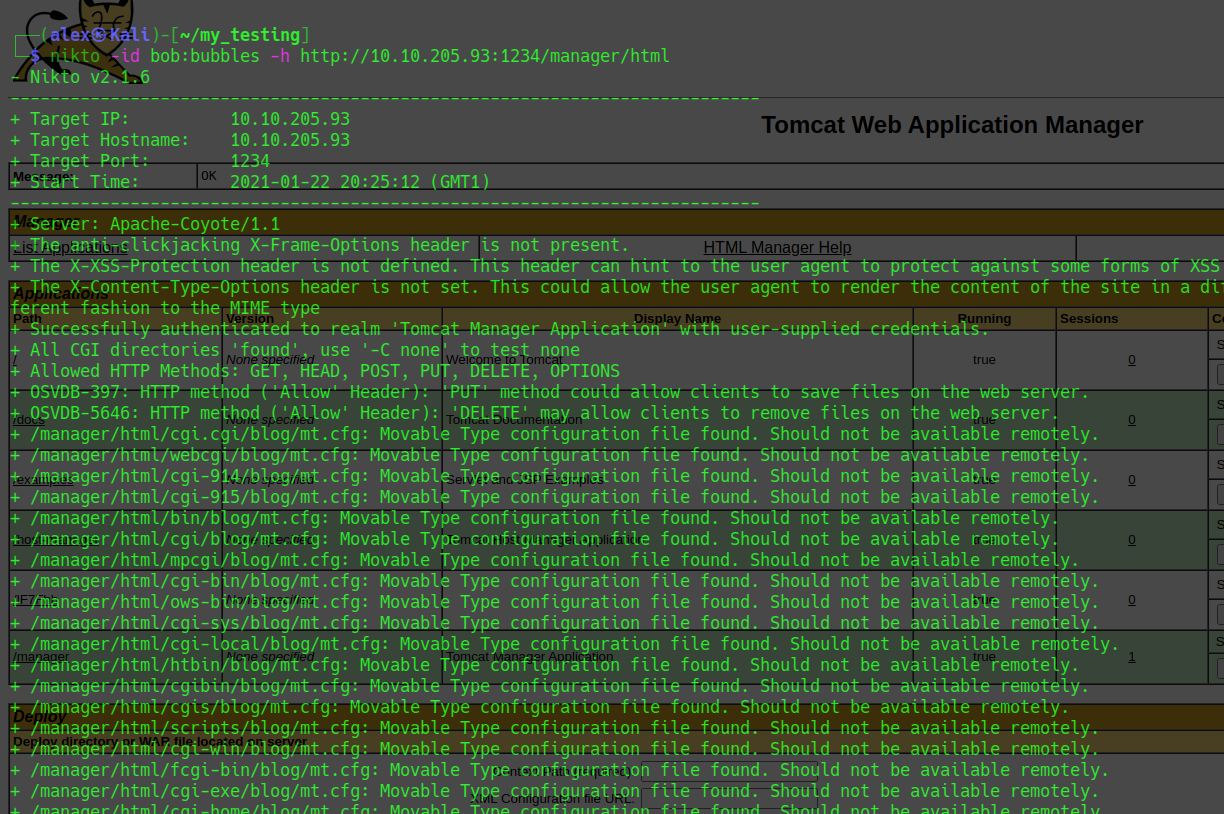 (alex㉿Kali)-[~/my_testing]
$ nikto -id bob:bubbles -h http://10.10.205.93:1234/manager/html
- Nikto v2.1.6
---------------------------------------------------------------------------
+ Target IP: 10.10.205.93
+ Target Hostname: 10.10.205.93
Tomcat Web Application Manager
+ Target Port: 1234
Message: OK
+ Start Time: 2021-01-22 20:25:12 (GMT1)
---------------------------------------------------------------------------
Manager
+ Server: Apache-Coyote/1.1
+ The anti-clickjacking X-Frame-Options header is not present.
List Applications HTML Manager Help
+ The X-XSS-Protection header is not defined. This header can hint to the user agent to protect against some forms of XSS
+ The X-Content-Type-Options header is not set. This could allow the user agent to render the content of the site in a dif
ferent fashion to the MIME type
Applications
Path Version Display Name Running Sessions
+ Successfully authenticated to realm 'Tomcat Manager Application' with user-supplied credentials.
+ All CGI directories 'found', use '-C none' to test none
/ None specified Welcome to Tomcat true 0
+ Allowed HTTP Methods: GET, HEAD, POST, PUT, DELETE, OPTIONS
+ OSVDB-397: HTTP method ('Allow' Header): 'PUT' method could allow clients to save files on the web server.
+ OSVDB-5646: HTTP method ('Allow' Header): 'DELETE' may allow clients to remove files on the web server.
/docs None specified Tomcat Documentation true 0
+ /manager/html/cgi.cgi/blog/mt.cfg: Movable Type configuration file found. Should not be available remotely.
+ /manager/html/webcgi/blog/mt.cfg: Movable Type configuration file found. Should not be available remotely.
+ /manager/html/cgi-914/blog/mt.cfg: Movable Type configuration file found. Should not be available remotely.
/examples None specified Servlet and JSP Examples true 0
+ /manager/html/cgi-915/blog/mt.cfg: Movable Type configuration file found. Should not be available remotely.
+ /manager/html/bin/blog/mt.cfg: Movable Type configuration file found. Should not be available remotely.
+ /manager/html/cgi/blog/mt.cfg: Movable Type configuration file found. Should not be available remotely.
/host-manager None specified Tomcat Host Manager Application true 0
+ /manager/html/mpcgi/blog/mt.cfg: Movable Type configuration file found. Should not be available remotely.
+ /manager/html/cgi-bin/blog/mt.cfg: Movable Type configuration file found. Should not be available remotely.
+ /manager/html/ows-bin/blog/mt.cfg: Movable Type configuration file found. Should not be available remotely.
None specified true 0
+ /manager/html/cgi-sys/blog/mt.cfg: Movable Type configuration file found. Should not be available remotely.
+ /manager/html/cgi-local/blog/mt.cfg: Movable Type configuration file found. Should not be available remotely.
/manager None specified Tomcat Manager Application true 1
+ /manager/html/htbin/blog/mt.cfg: Movable Type configuration file found. Should not be available remotely.
+ /manager/html/cgibin/blog/mt.cfg: Movable Type configuration file found. Should not be available remotely.
+ /manager/html/cgis/blog/mt.cfg: Movable Type configuration file found. Should not be available remotely.
Deploy
+ /manager/html/scripts/blog/mt.cfg: Movable Type configuration file found. Should not be available remotely.
Deploy directory or WAR file located on server
+ /manager/html/cgi-win/blog/mt.cfg: Movable Type configuration file found. Should not be available remotely.
+ /manager/html/fcgi-bin/blog/mt.cfg: Movable Type configuration file found. Should not be available remotely.
Context Path (required):
+ /manager/html/cgi-exe/blog/mt.cfg: Movable Type configuration file found. Should not be available remotely.
XML Configuration file URL:
+ /manager/html/cgi-home/blog/mt.cfg: Movable Type configuration file found. Should not be available remotely.